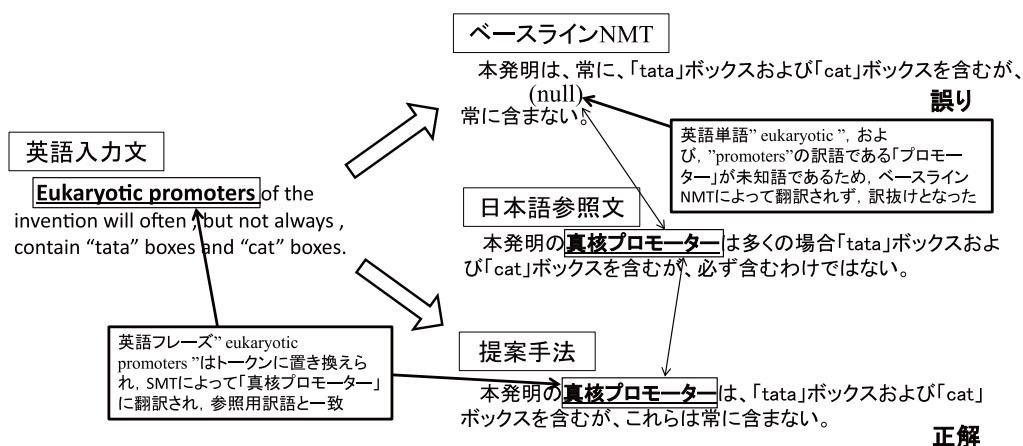 ベースラインNMT
本発明は、常に、「tata」ボックスおよび「cat」ボックスを含むが、
(null)
常に含まない。
誤り
英語単語” eukaryotic ”, およ
び, ”promoters”の訳語である「プロモー
ター」が未知語であるため, ベースライン
NMTによって翻訳されず, 訳抜けとなった
英語入力文
Eukaryotic promoters of the
invention will often , but not always ,
contain “tata” boxes and “cat” boxes.
日本語参照文
本発明の真核プロモーターは多くの場合「tata」ボックスおよ
び「cat」ボックスを含むが、必ず含むわけではない。
英語フレーズ” eukaryotic
promoters ”はトークンに置き換えら
れ, SMTによって「真核プロモーター」
に翻訳され, 参照用訳語と一致
提案手法
本発明の真核プロモーターは、「tata」ボックスおよび「cat」
ボックスを含むが、これらは常に含まない。
正解